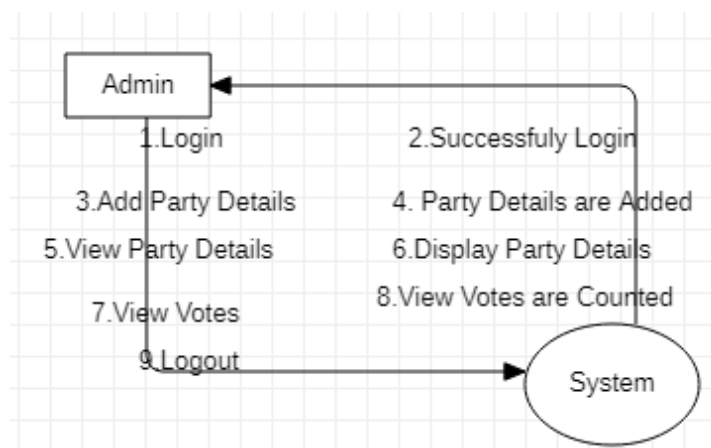 Admin
1.Login
2.Successfuly Login
3.Add Party Details
4. Party Details are Added
5.View Party Details
6.Display Party Details
7.View Votes
8.View Votes are Counted
9.Logout
System